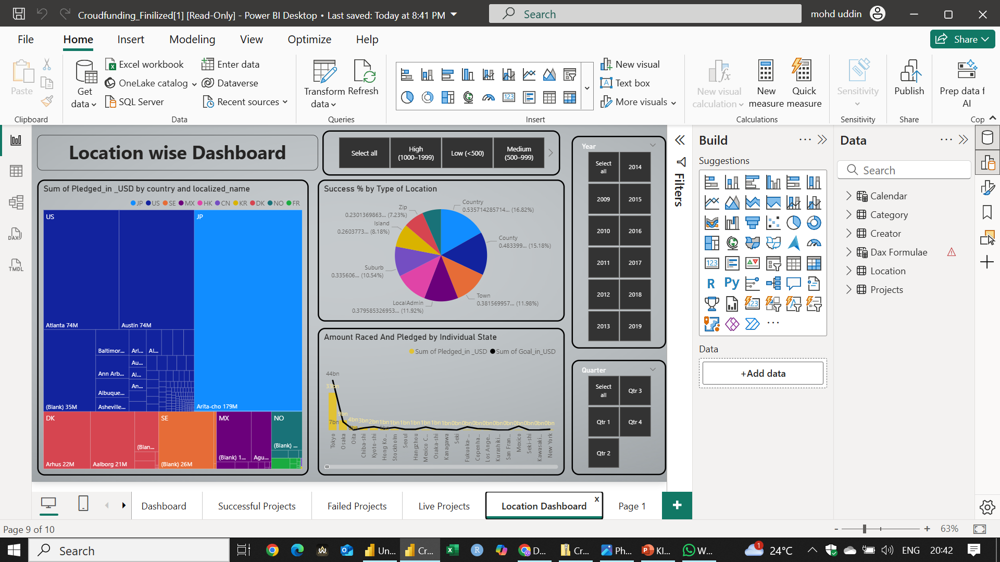 Croudfunding_Finilized[1] [Read-Only] - Power BI Desktop • Last saved: Today at 8:41 PM
Search
mohd uddin
File
Home
Insert
Modeling
View
Optimize
Help
Share
Paste
Clipboard
Get data
Excel workbook
OneLake catalog
SQL Server
Enter data
Dataverse
Recent sources
Data
Transform data
Refresh
Queries
New visual
Text box
More visuals
Insert
New visual calculation
New measure
Quick measure
Calculations
Sensitivity
Sensitivity
Publish
Share
Prep data f
AI
Cop
DAX
TMDL
Location wise Dashboard
Select all
High (1000–1999)
Low (<500)
Medium (500–999)
Sum of Pledged_in _USD by country and localized_name
JP US SE MX HK CN KR DK NO FR
US
JP
Atlanta 74M
Austin 74M
Baltimor...
Arl...
Al...
Au...
Ann Arb...
Al...
An...
Albuque...
(Blank) 35M
Asheville...
Arita-cho 179M
DK
SE
MX
NO
(Blan...
(Blank) ...
Arhus 22M
Aalborg 21M
(Blank) 26M
(Blank) 1...
Agu...
Success % by Type of Location
Country
0.535714285714... (16.82%)
County
0.483399... (15.18%)
Town
0.381569957... (11.98%)
LocalAdmin
0.379585326953... (11.92%)
Suburb
0.335606... (10.54%)
Island
0.2603773... (8.18%)
Zip
0.2301369863... (7.23%)
Amount Raced And Pledged by Individual State
Sum of Pledged_in _USD Sum of Goal_in_USD
44bn
33bn
7bn
9bn
4bn 3bn 2bn 1bn 1bn 1bn 1bn 1bn 1bn 0bn 0bn 0bn 0bn 0bn 0bn 0bn 0bn 0bn
Tokyo
Osaka
Oita
Chiba-shi
Kyoto-shi
Hong Ko...
Stockholm
Seoul
Hangzhou
Mexico C...
Osaka-shi
Kanagawa
Seki
Fukuoka-...
Copenha...
Los Ange...
Kurashiki...
San Fran...
Mexico
Seki-shi
Kawasaki...
New York
Year
Select all
2014
2009
2015
2010
2016
2011
2017
2012
2018
2013
2019
Quarter
Select all
Qtr 3
Qtr 1
Qtr 4
Qtr 2
Filters
Build
Suggestions
123
R
Py
123
Data
+Add data
Data
Search
Calendar
Category
Creator
Dax Formulae
Location
Projects
Dashboard
Successful Projects
Failed Projects
Live Projects
Location Dashboard
x
Page 1
+
Page 9 of 10
- + 63%
Search
Un...
Cr...
D...
Cr...
Ph...
KI...
W...
1
24°C
ENG
20:42